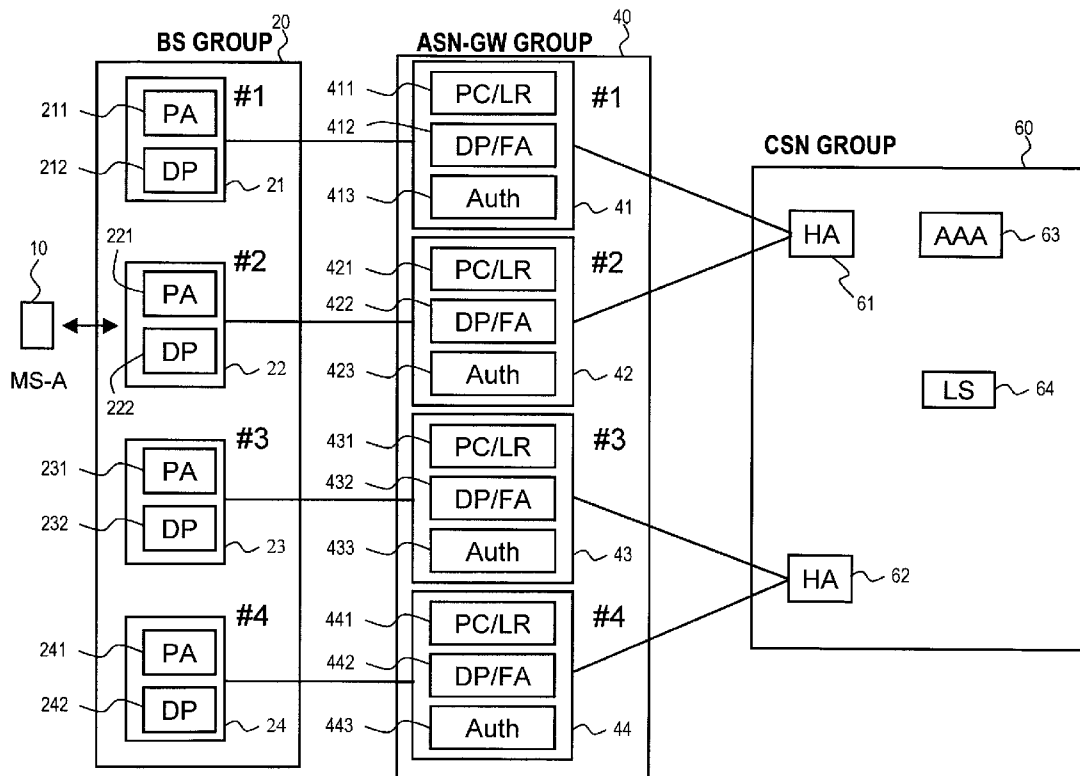 BS GROUP
20
ASN-GW GROUP
40
CSN GROUP
60
10
MS-A
#1
211
PA
212
DP
21
#2
221
PA
DP
222
22
#3
231
PA
232
DP
23
#4
241
PA
242
DP
24
#1
411
PC/LR
412
DP/FA
413
Auth
41
#2
421
PC/LR
422
DP/FA
423
Auth
42
#3
431
PC/LR
432
DP/FA
433
Auth
43
#4
441
PC/LR
442
DP/FA
443
Auth
44
HA
61
AAA
63
LS
64
HA
62